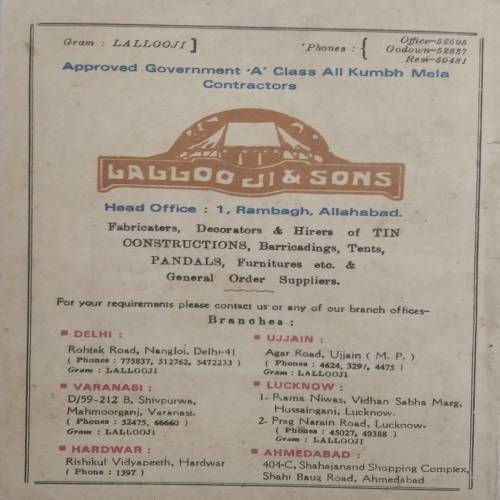 Gram : LALLOOJI ]
'Phones : { Office-52595
Godown-52837
Resi-50481
Approved Government 'A' Class All Kumbh Mela
Contractors
LALLOO JI & SONS
Head Office : 1, Rambagh, Allahabad.
Fabricaters, Decorators & Hirers of TIN
CONSTRUCTIONS, Barricadings, Tents,
PANDALS, Furnitures etc. &
General Order Suppliers.
For your requirements please contact us or any of our branch offices-
Branches :
DELHI :
Rohtak Road, Nangloi, Delhi-41
( Phones : 775837, 512762, 5472233 )
Gram : LALLOOJI
VARANASI :
D/59-212 B, Shivpurwa,
Mahmoorganj, Varanasi.
( Phones : 52475, 66660 )
Gram : LALLOOJI
HARDWAR :
Rishikul Vidyapeeth, Hardwar
( Phone : 1397 )
UJJAIN :
Agar Road, Ujjain ( M. P. )
( Phones : 4624, 329/, 4475 )
Gram : LALLOOJI
LUCKNOW :
1. Rama Niwas, Vidhan Sabha Marg,
Hussainganj, Lucknow.
2- Prag Narain Road, Lucknow.
( Phones : 45027, 49388 )
Gram : LALLOOJI
AHMEDABAD :
404-C, Shahajanand Shopping Complex,
Shahi Baug Road, Ahmedabad